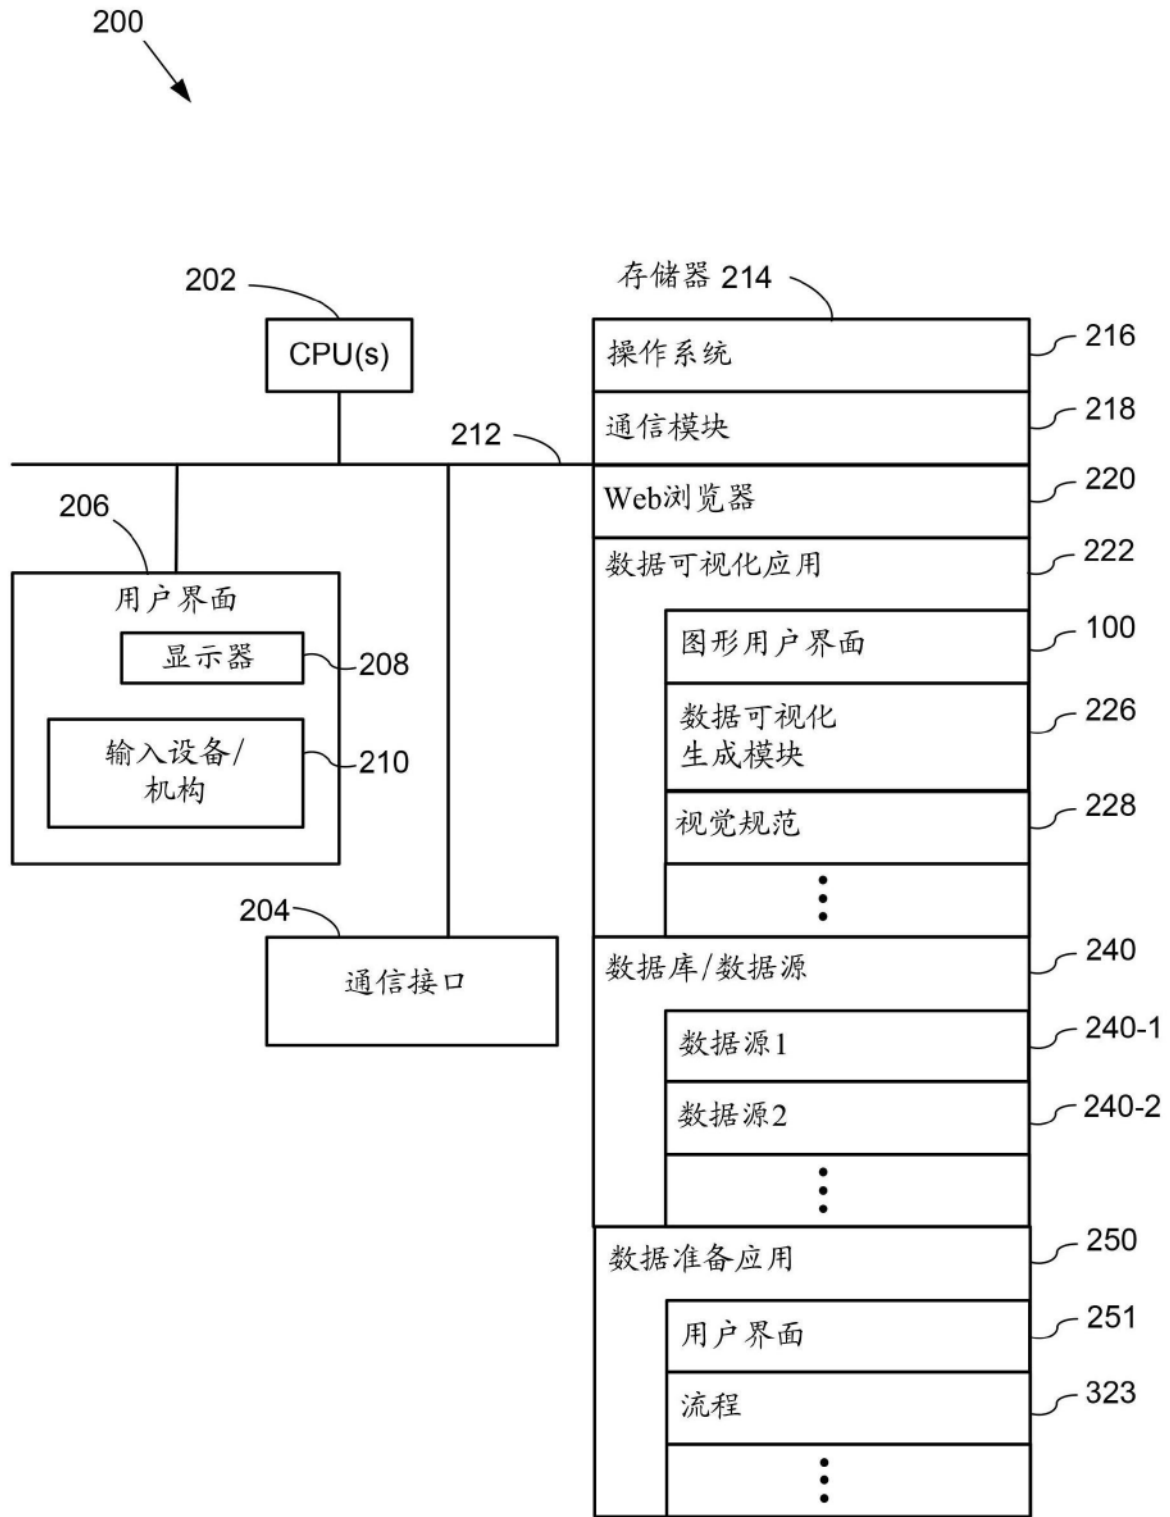 200
202
CPU(s)
212
206
用户界面
显示器
208
输入设备/
机构
210
204
通信接口
存储器 214
操作系统
216
通信模块
218
Web浏览器
220
数据可视化应用
222
图形用户界面
100
数据可视化
生成模块
226
视觉规范
228
数据库/数据源
240
数据源1
240-1
数据源2
240-2
数据准备应用
250
用户界面
251
流程
323